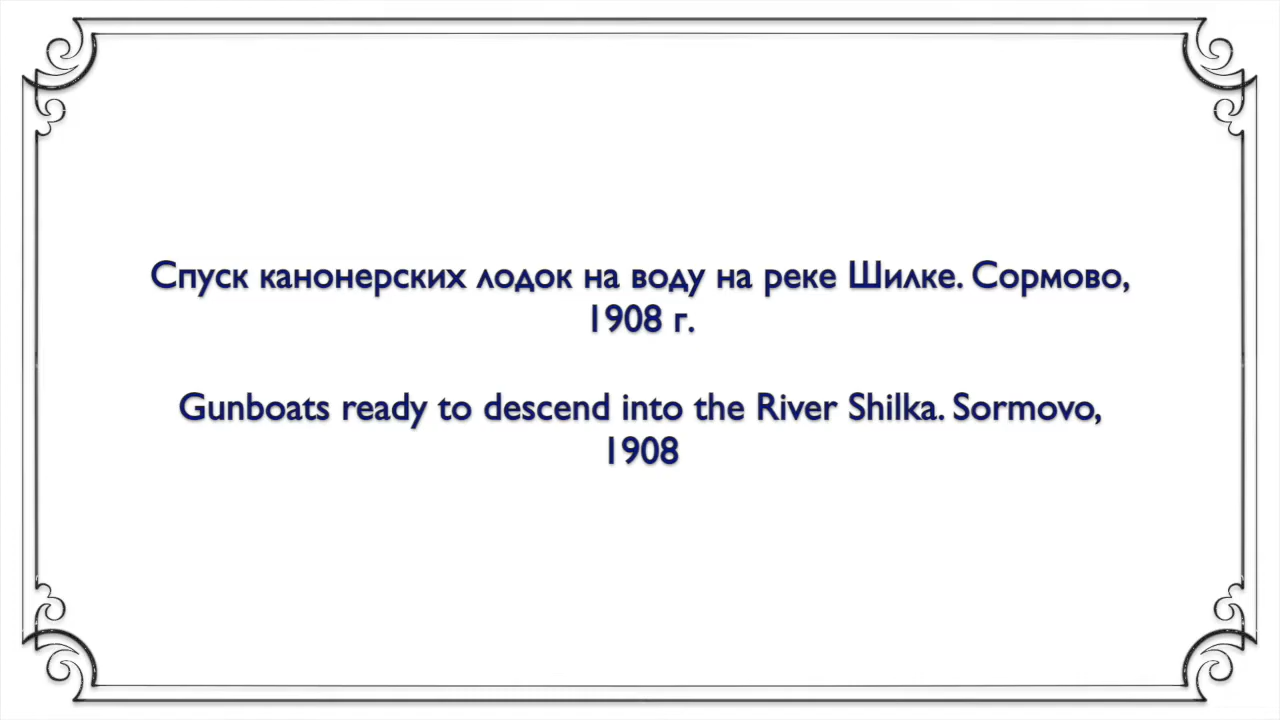 Спуск канонерских лодок на воду на реке Шилке. Сормово,
1908 г.
Gunboats ready to descend into the River Shilka. Sormovo,
1908